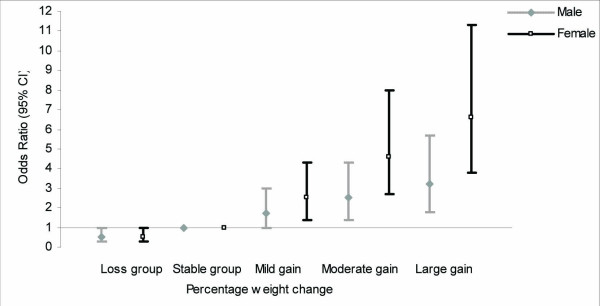 12
11
10
9
8
7
6
5
4
3
2
1
0
Odds Ratio (95% CI)
Male
Female
Loss group Stable group Mild gain Moderate gain Large gain
Percentage weight change